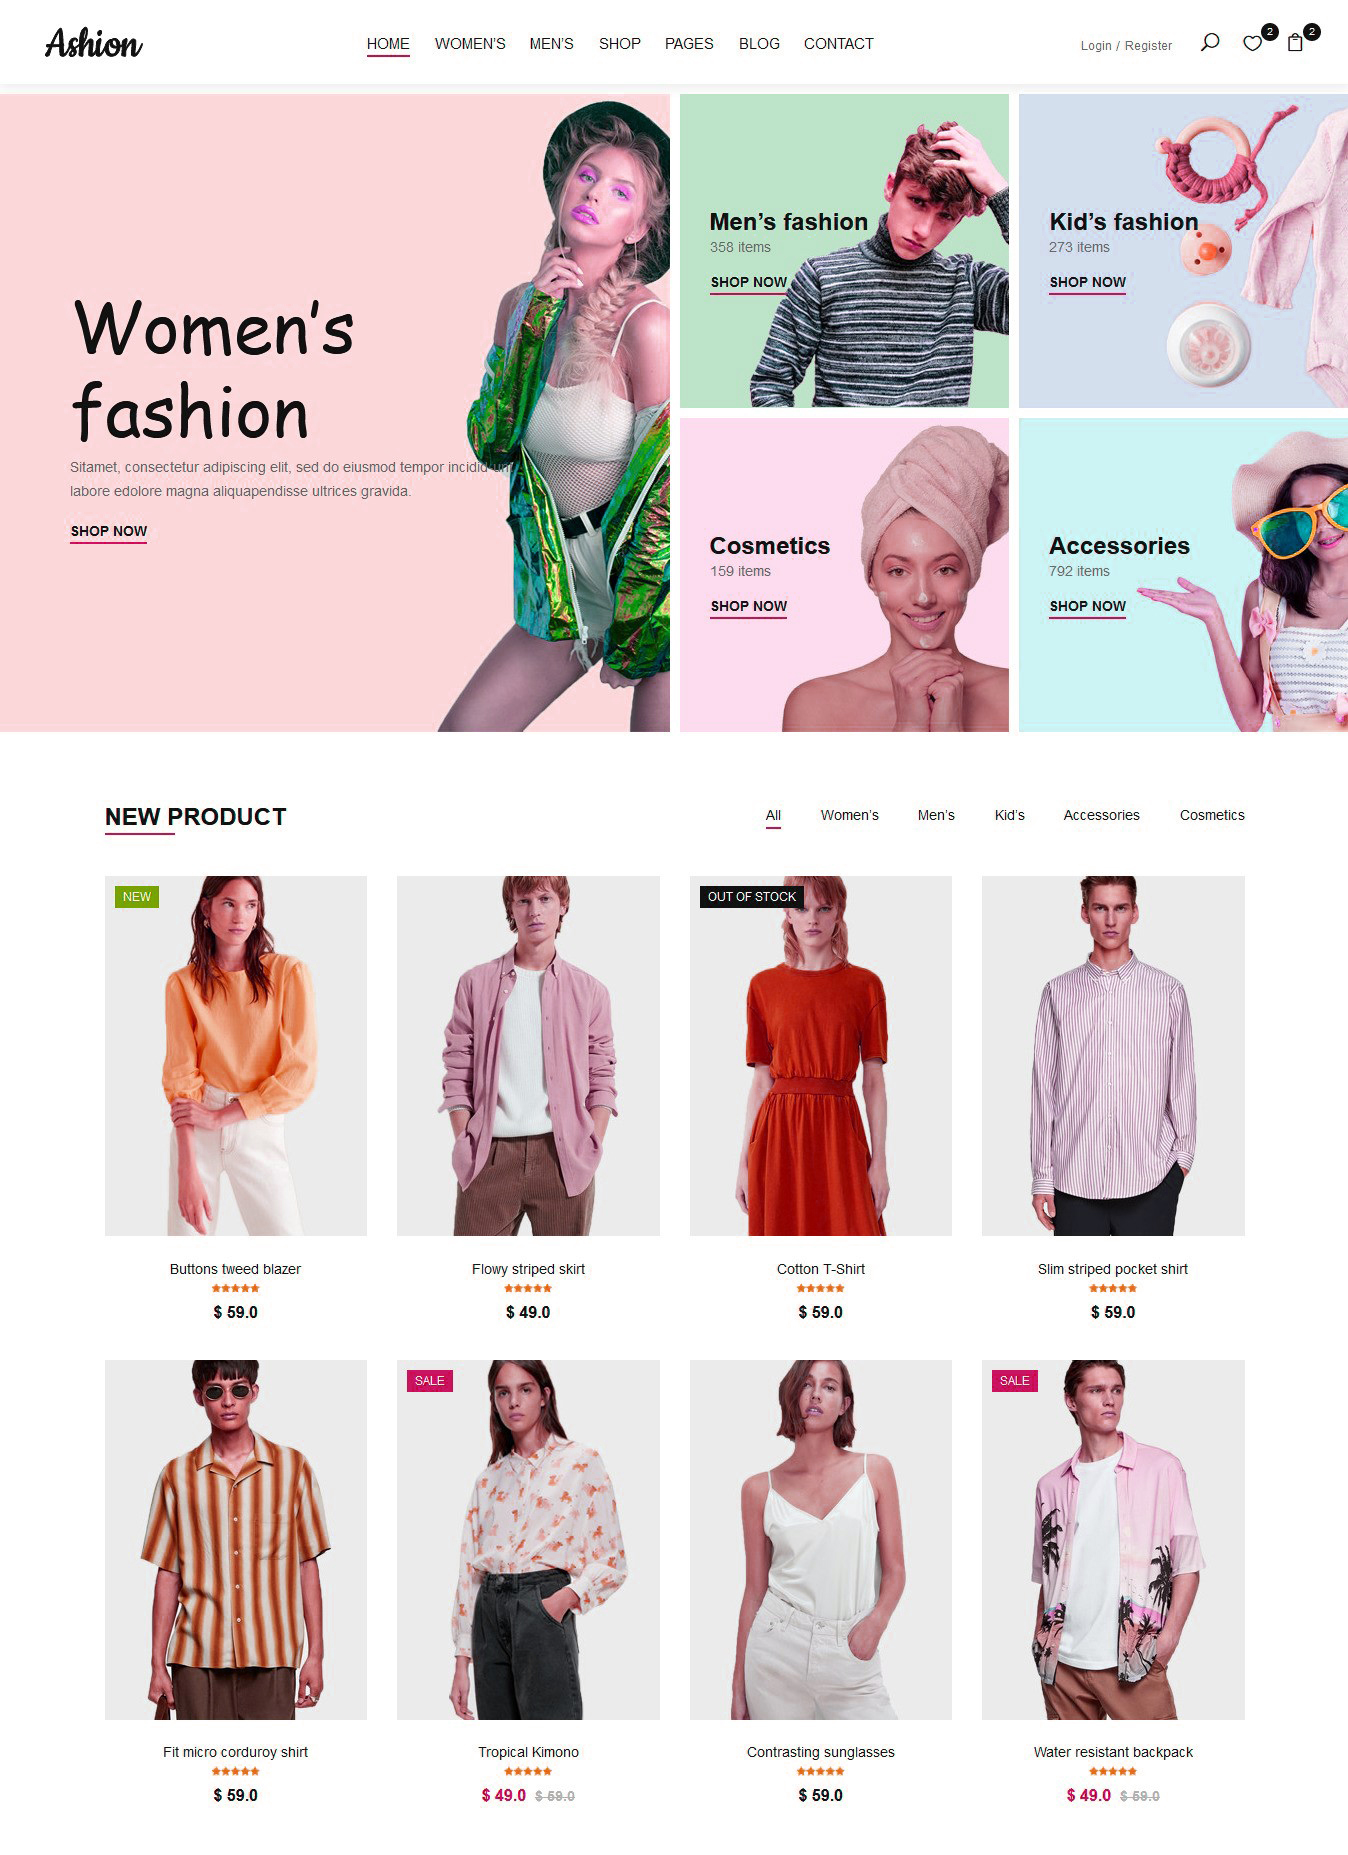 Ashion
HOME WOMEN'S MEN'S SHOP PAGES BLOG CONTACT
Login / Register
2
2
Women's
fashion
Sitamet, consectetur adipiscing elit, sed do eiusmod tempor incidid-unt
labore edolore magna aliquapendisse ultrices gravida.
SHOP NOW
Men's fashion
358 items
SHOP NOW
Kid's fashion
273 items
SHOP NOW
Cosmetics
159 items
SHOP NOW
Accessories
792 items
SHOP NOW
NEW PRODUCT
All Women's Men's Kid's Accessories Cosmetics
NEW
OUT OF STOCK
Buttons tweed blazer
$ 59.0
Flowy striped skirt
$ 49.0
Cotton T-Shirt
$ 59.0
Slim striped pocket shirt
$ 59.0
SALE
SALE
Fit micro corduroy shirt
$ 59.0
Tropical Kimono
$ 49.0 $ 59.0
Contrasting sunglasses
$ 59.0
Water resistant backpack
$ 49.0 $ 59.0